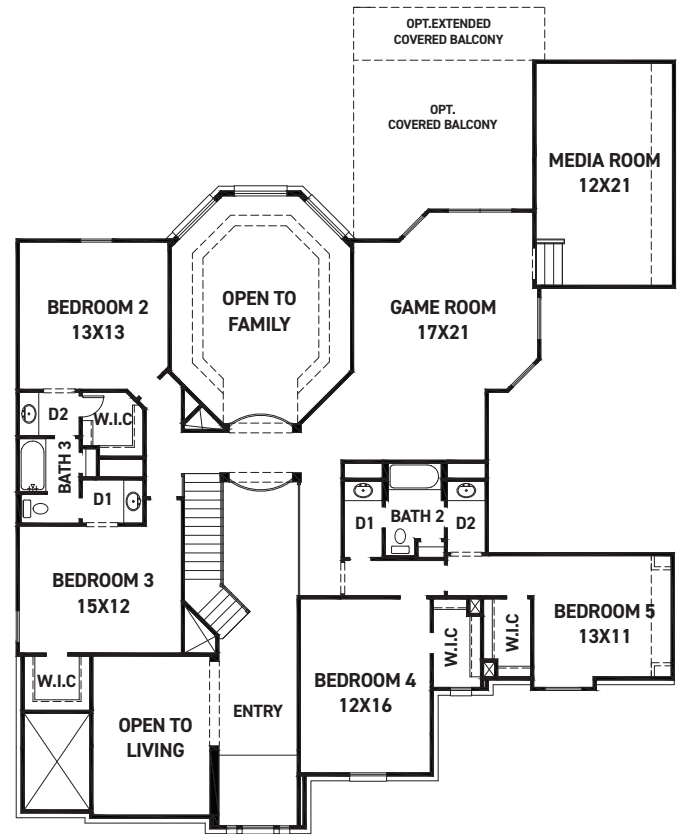 OPT.EXTENDED
COVERED BALCONY
OPT.
COVERED BALCONY
MEDIA ROOM
12X21
BEDROOM 2
13X13
OPEN TO
FAMILY
GAME ROOM
17X21
D2
W.I.C
BATH 3
D1
D1
BATH 2
D2
BEDROOM 3
15X12
BEDROOM 5
13X11
W.I.C
W.I.C
W.I.C
BEDROOM 4
12X16
ENTRY
OPEN TO
LIVING